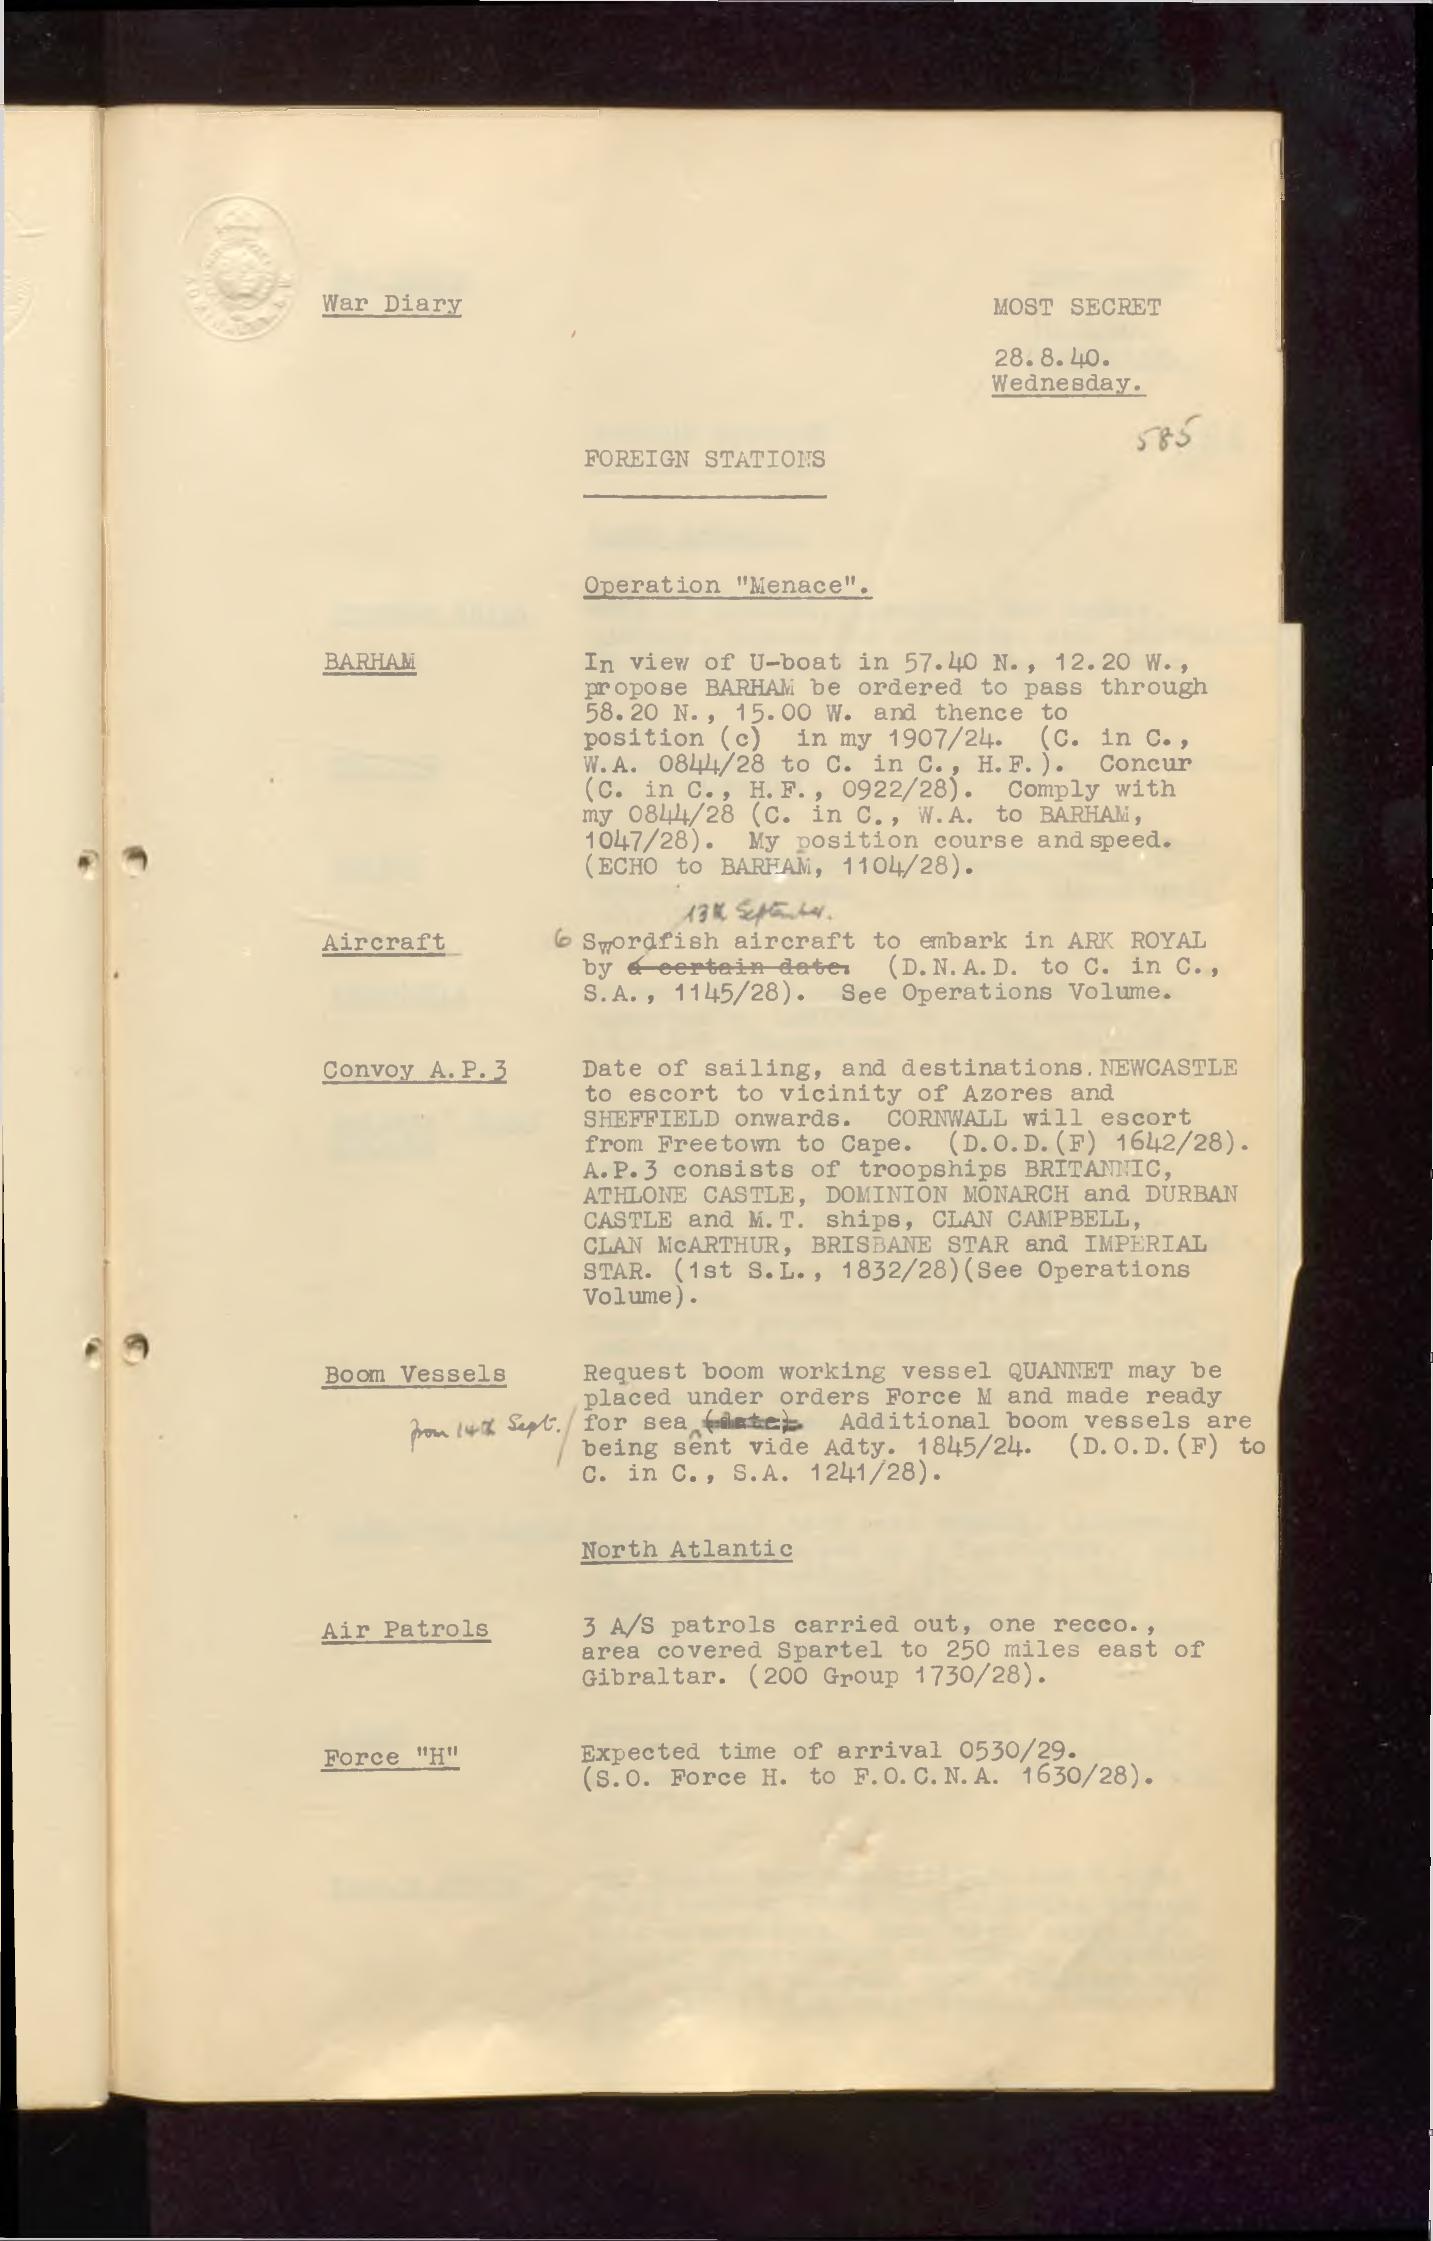 War Diary
MOST SECRET
28.8.40.
Wednesday.
585
FOREIGN STATIONS
Operation "Menace".
BARHAM
In view of U-boat in 57.40 N., 12.20 W.,
propose BARHAM be ordered to pass through
58.20 N., 15.00 W. and thence to
position (c) in my 1907/24. (C. in C.,
W.A. 0844/28 to C. in C., H.F.). Concur
(C. in C., H.F., 0922/28). Comply with
my 0844/28 (C. in C., W.A. to BARHAM,
1047/28). My position course and speed.
(ECHO to BARHAM, 1104/28).
13th September.
Aircraft
6 Swordfish aircraft to embark in ARK ROYAL
by a certain date. (D.N.A.D. to C. in C.,
S.A., 1145/28). See Operations Volume.
Convoy A.P.3
Date of sailing, and destinations. NEWCASTLE
to escort to vicinity of Azores and
SHEFFIELD onwards. CORNWALL will escort
from Freetown to Cape. (D.O.D.(F) 1642/28).
A.P.3 consists of troopships BRITANNIC,
ATHLONE CASTLE, DOMINION MONARCH and DURBAN
CASTLE and M.T. ships, CLAN CAMPBELL,
CLAN McARTHUR, BRISBANE STAR and IMPERIAL
STAR. (1st S.L., 1832/28)(See Operations
Volume).
Boom Vessels
Request boom working vessel QUANNET may be
placed under orders Force M and made ready
from 14th Sept. / for sea (date). Additional boom vessels are
being sent vide Adty. 1845/24. (D.O.D.(F) to
C. in C., S.A. 1241/28).
North Atlantic
Air Patrols
3 A/S patrols carried out, one recco.,
area covered Spartel to 250 miles east of
Gibraltar. (200 Group 1730/28).
Force "H"
Expected time of arrival 0530/29.
(S.O. Force H. to F.O.C.N.A. 1630/28).